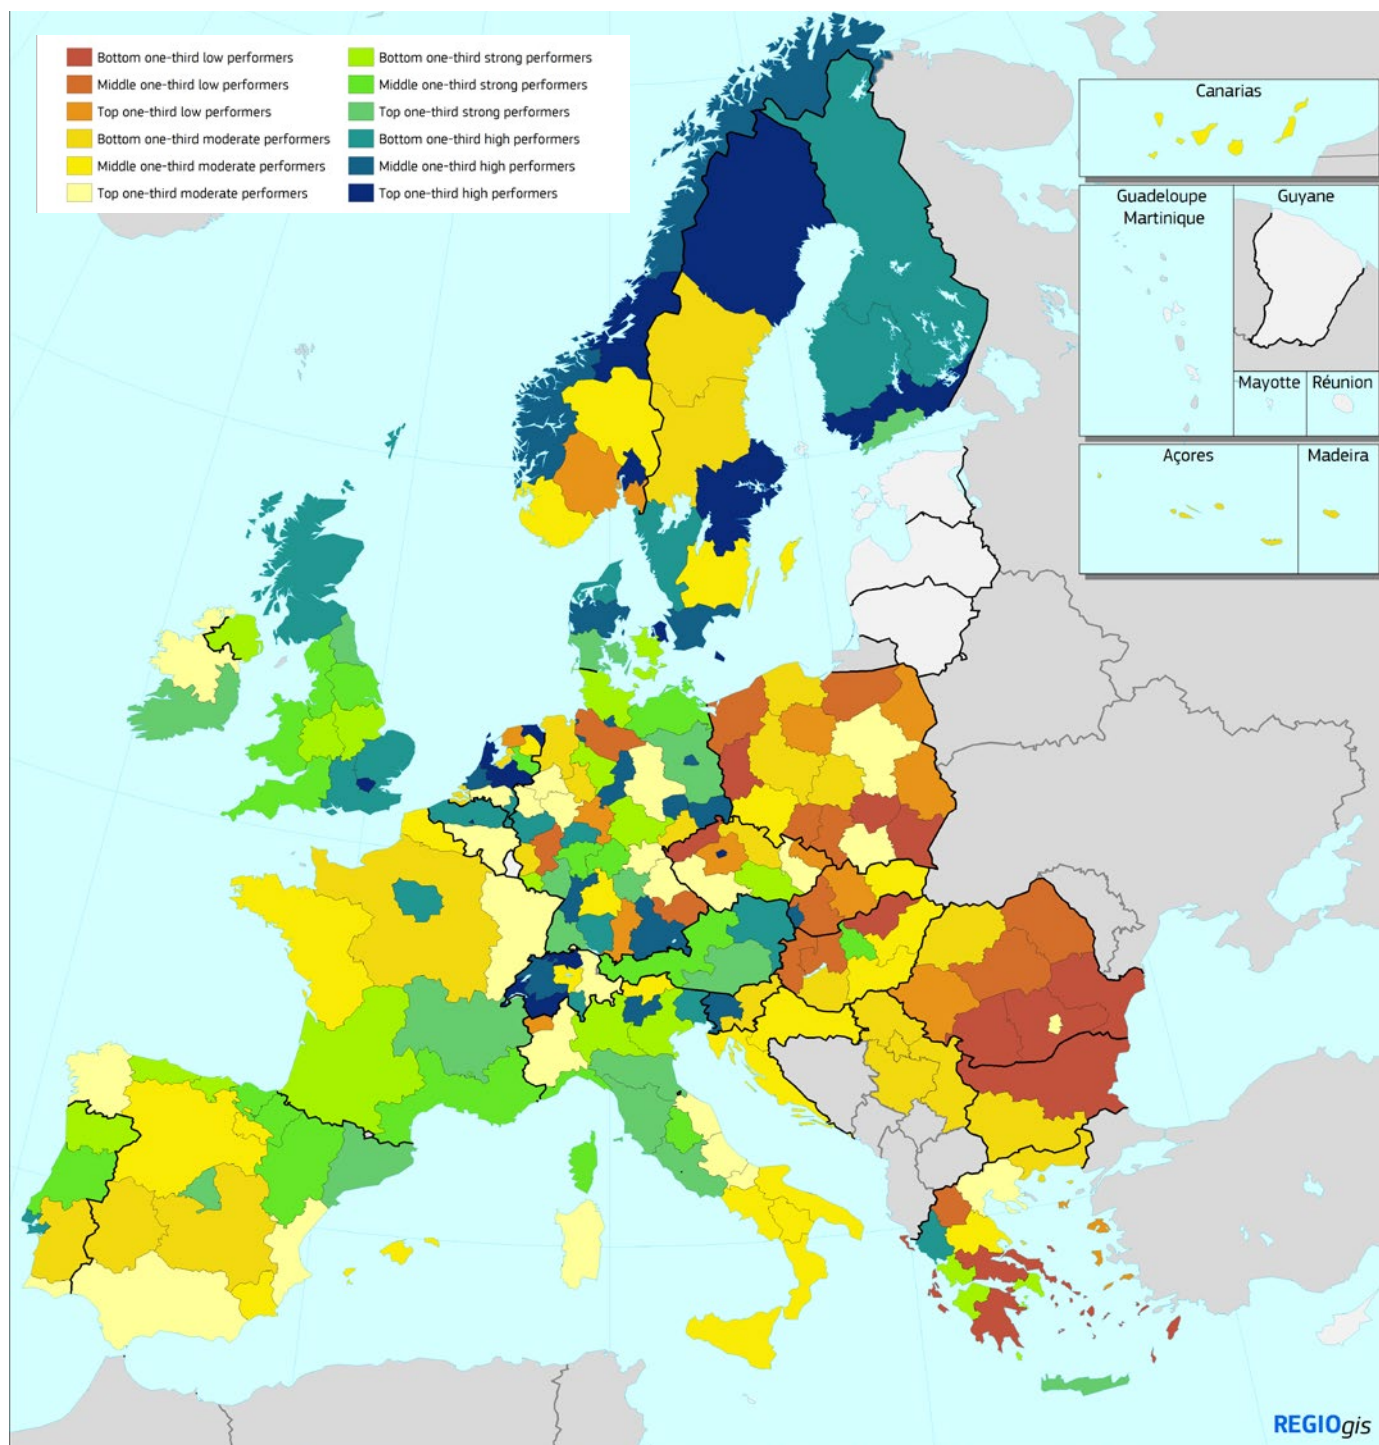 Bottom one-third low performers
Middle one-third low performers
Top one-third low performers
Bottom one-third moderate performers
Middle one-third moderate performers
Top one-third moderate performers
Bottom one-third strong performers
Middle one-third strong performers
Top one-third strong performers
Bottom one-third high performers
Middle one-third high performers
Top one-third high performers
Canarias
Guadeloupe
Martinique
Guyane
Mayotte
Réunion
Açores
Madeira
REGIOgis